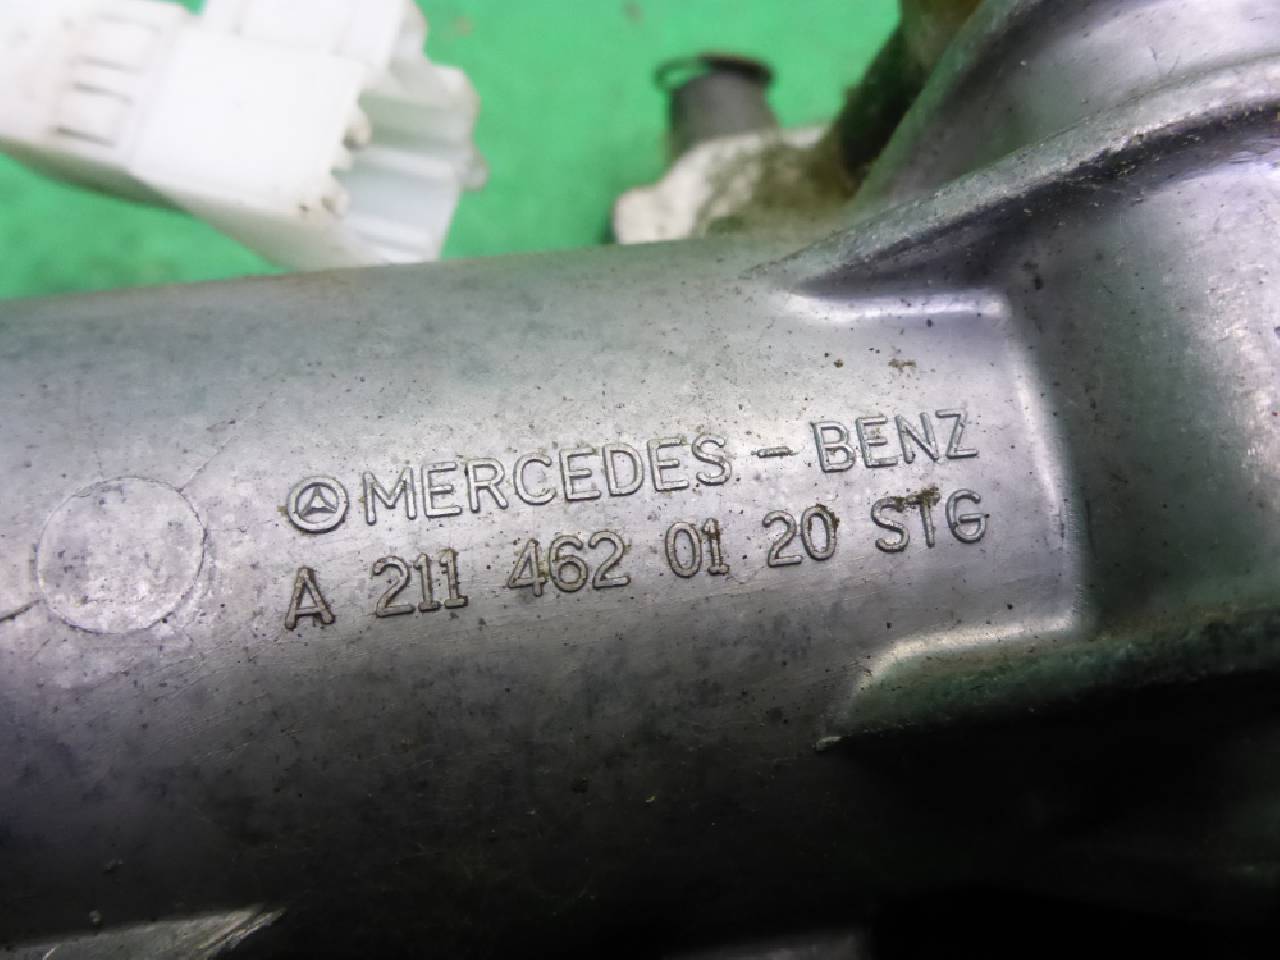 MERCEDES - BENZ
A 211 462 01 20 STG